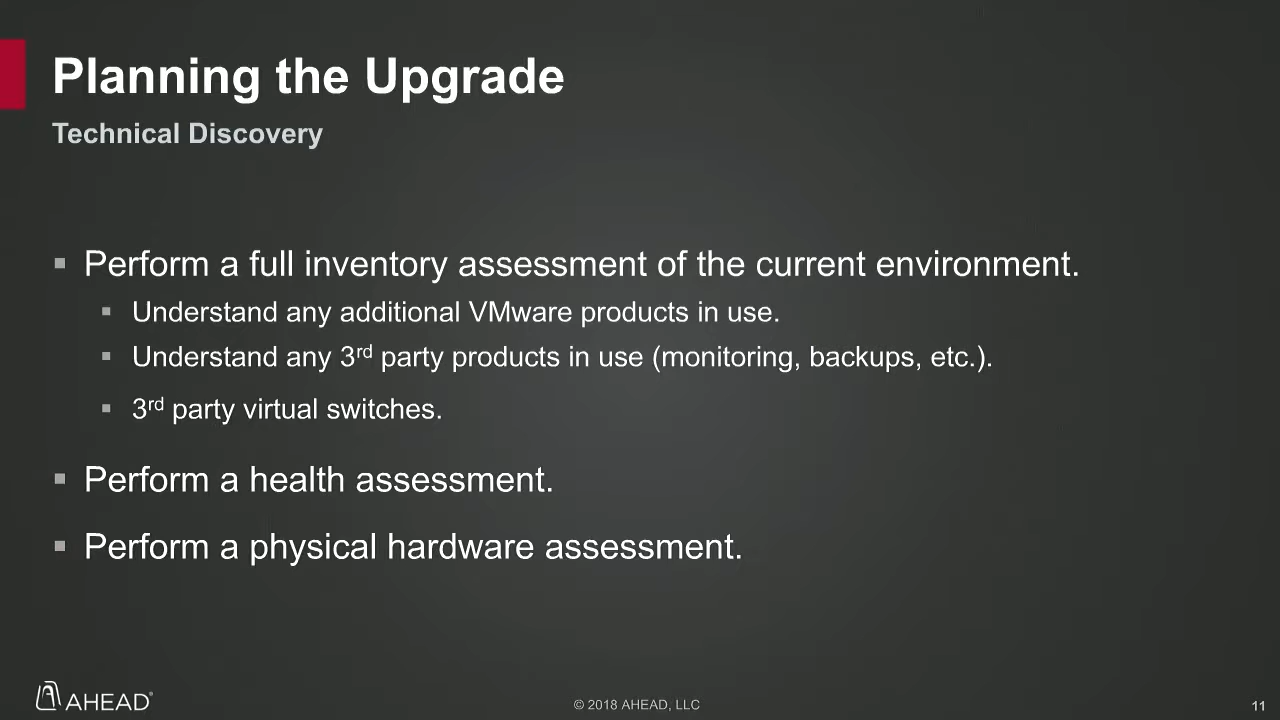 Planning the Upgrade
Technical Discovery
▪ Perform a full inventory assessment of the current environment.
▪ Understand any additional VMware products in use.
▪ Understand any 3rd party products in use (monitoring, backups, etc.).
▪ 3rd party virtual switches.
▪ Perform a health assessment.
▪ Perform a physical hardware assessment.
AHEAD®
© 2018 AHEAD, LLC
11